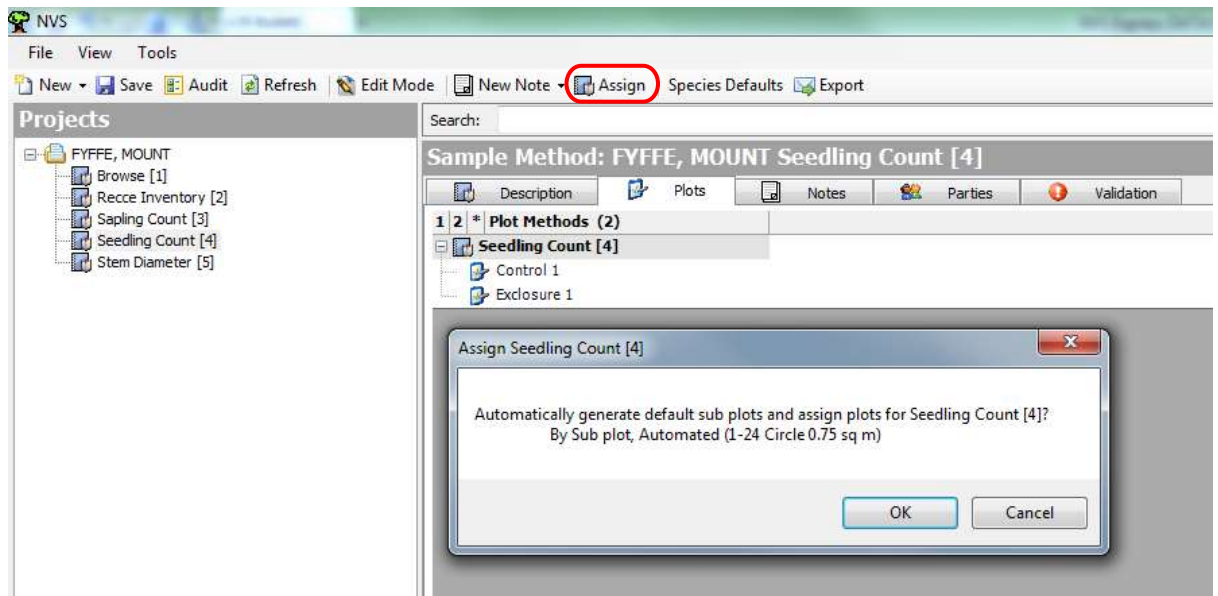 NVS
File View Tools
New Save Audit Refresh Edit Mode New Note Assign Species Defaults Export
Projects
FYFFE, MOUNT
Browse [1]
Recce Inventory [2]
Sapling Count [3]
Seedling Count [4]
Stem Diameter [5]
Search:
Sample Method: FYFFE, MOUNT Seedling Count [4]
Description Plots Notes Parties Validation
1 2 * Plot Methods (2)
Seedling Count [4]
Control 1
Exclosure 1
Assign Seedling Count [4]
Automatically generate default sub plots and assign plots for Seedling Count [4]?
By Sub plot, Automated (1-24 Circle 0.75 sq m)
OK Cancel